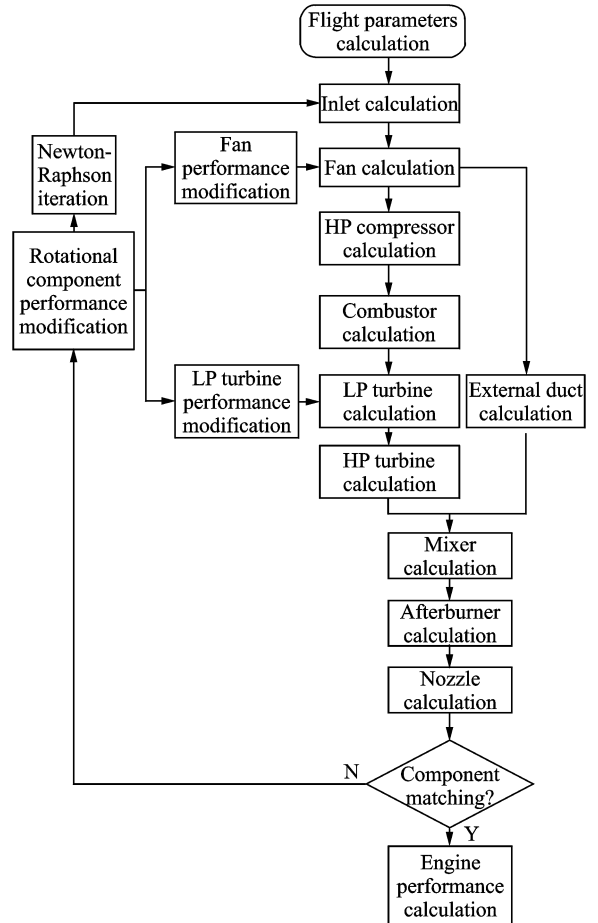 Flight parameters
calculation
Inlet calculation
Newton-
Raphson
iteration
Fan
performance
modification
Fan calculation
Rotational
component
performance
modification
HP compressor
calculation
Combustor
calculation
LP turbine
performance
modification
LP turbine
calculation
External duct
calculation
HP turbine
calculation
Mixer
calculation
Afterburner
calculation
Nozzle
calculation
N
Component
matching?
Y
Engine
performance
calculation